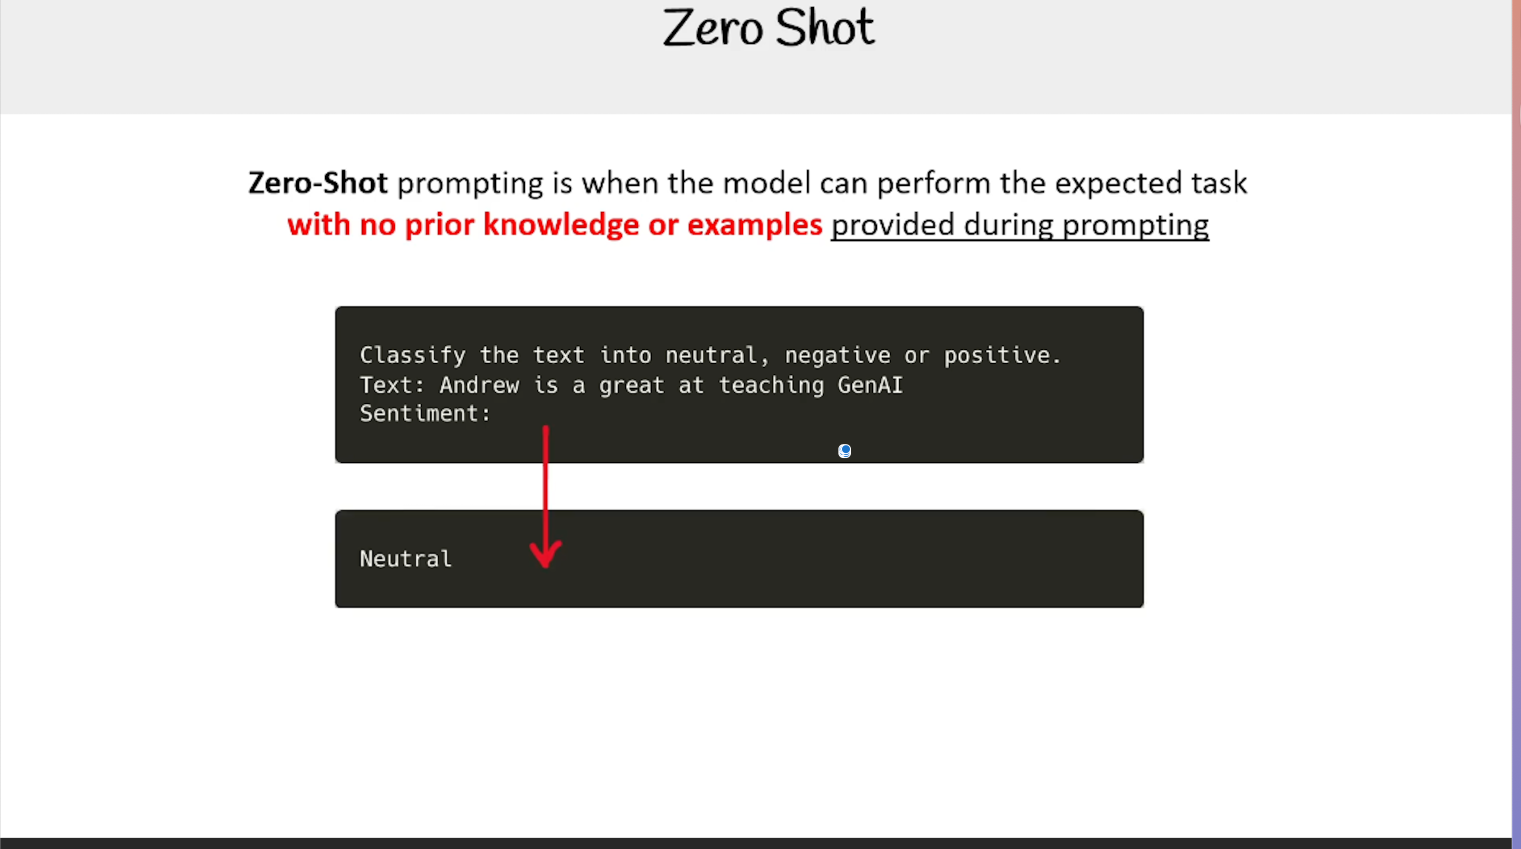 Zero Shot
Zero-Shot prompting is when the model can perform the expected task
with no prior knowledge or examples provided during prompting
Classify the text into neutral, negative or positive.
Text: Andrew is a great at teaching GenAI
Sentiment:
Neutral